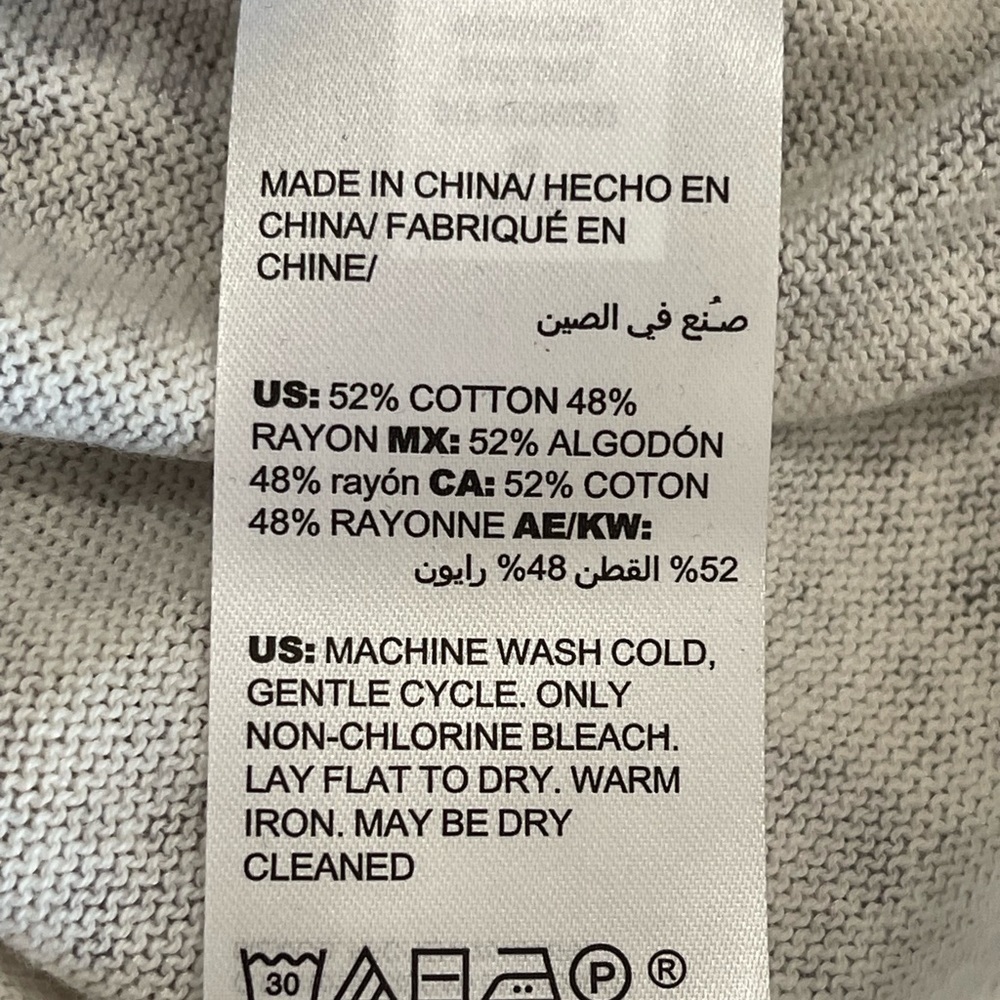 MADE IN CHINA/ HECHO EN
CHINA/ FABRIQUÉ EN
CHINE/
صُنع في الصين
US: 52% COTTON 48%
RAYON MX: 52% ALGODÓN
48% rayón CA: 52% COTON
48% RAYONNE AE/KW:
52% القطن 48% رايون
US: MACHINE WASH COLD,
GENTLE CYCLE. ONLY
NON-CHLORINE BLEACH.
LAY FLAT TO DRY. WARM
IRON. MAY BE DRY
CLEANED
30 P ®